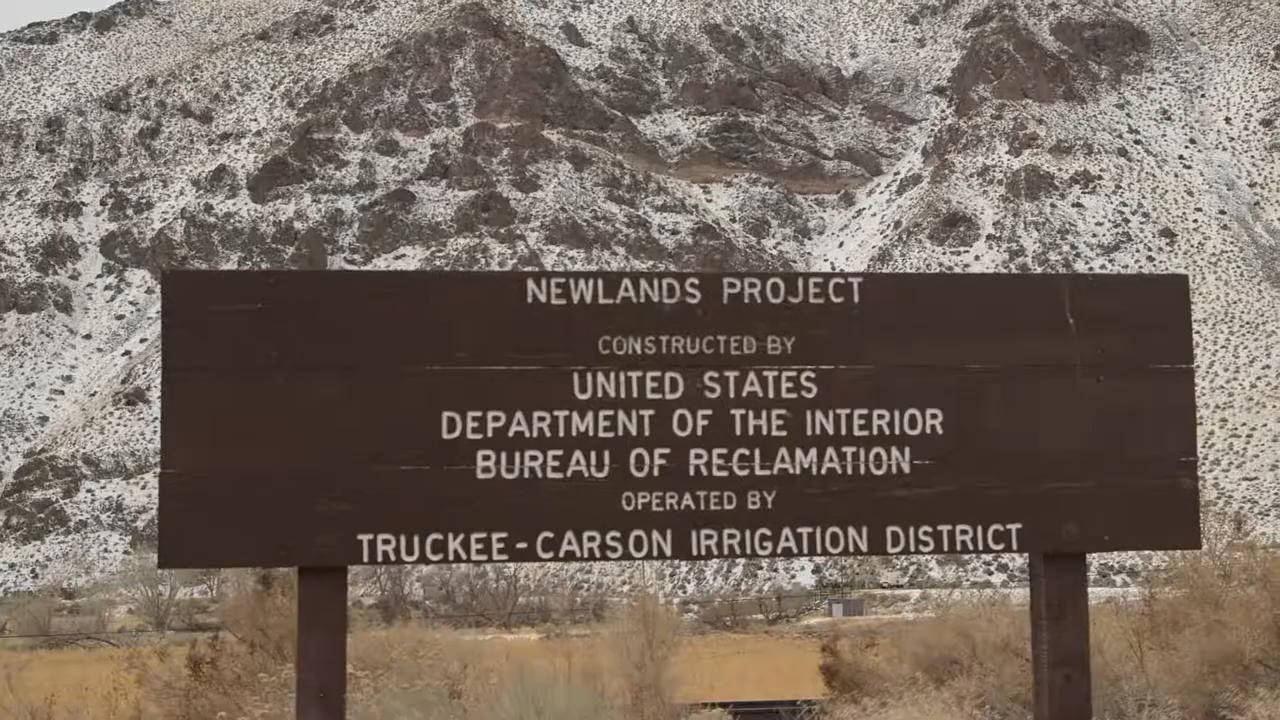 NEWLANDS PROJECT
CONSTRUCTED BY
UNITED STATES
DEPARTMENT OF THE INTERIOR
BUREAU OF RECLAMATION
OPERATED BY
TRUCKEE-CARSON IRRIGATION DISTRICT